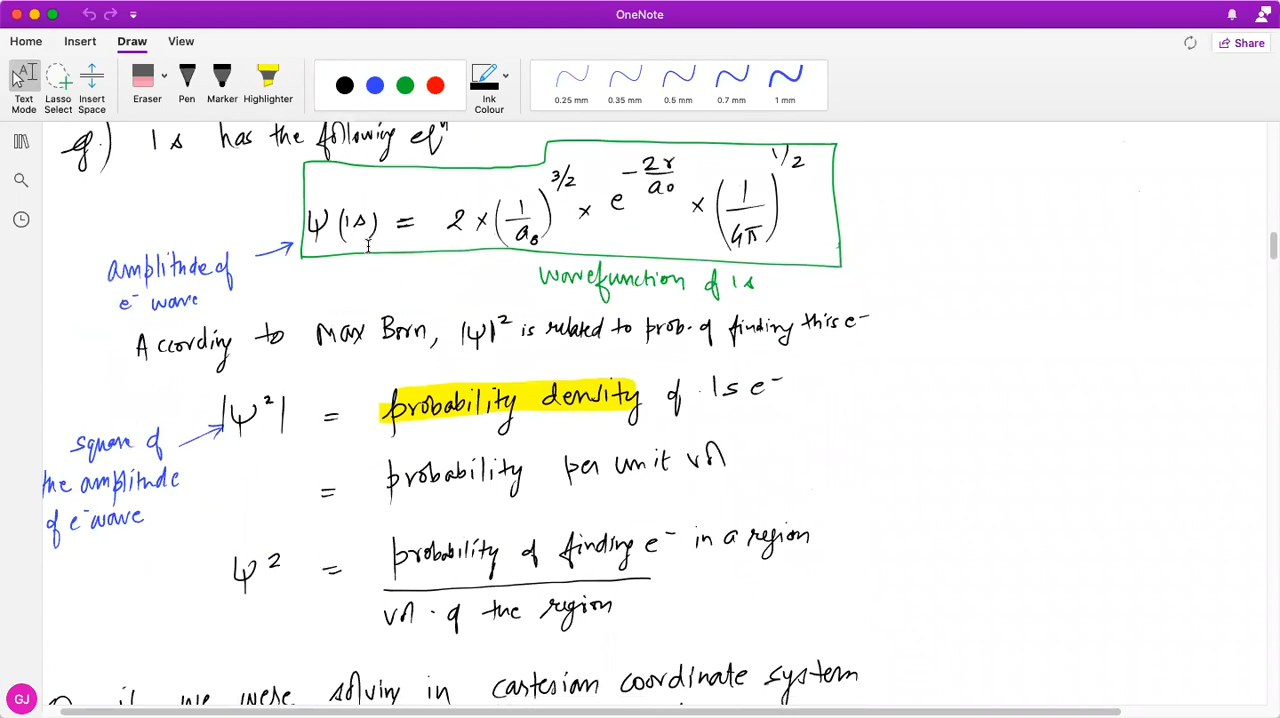 OneNote
Home Insert Draw View
Share
Text Mode
Lasso Select
Insert Space
Eraser
Pen
Marker
Highlighter
Ink Colour
0.25 mm 0.35 mm 0.5 mm 0.7 mm 1 mm
eg.) 1s has the following eqⁿ
ψ(1s) = 2 × (1/a₀)^3/2 × e^-2r/a₀ × (1/4π)^1/2
amplitude of e⁻ wave
wavefunction of 1s
According to Max Born, |ψ|² is related to prob. of finding this e⁻
|ψ²| = probability density of 1s e⁻
square of
the amplitude
of e⁻ wave
= probability per unit vol
ψ² = probability of finding e⁻ in a region
vol. of the region
if we were solving in cartesian coordinate system
GJ